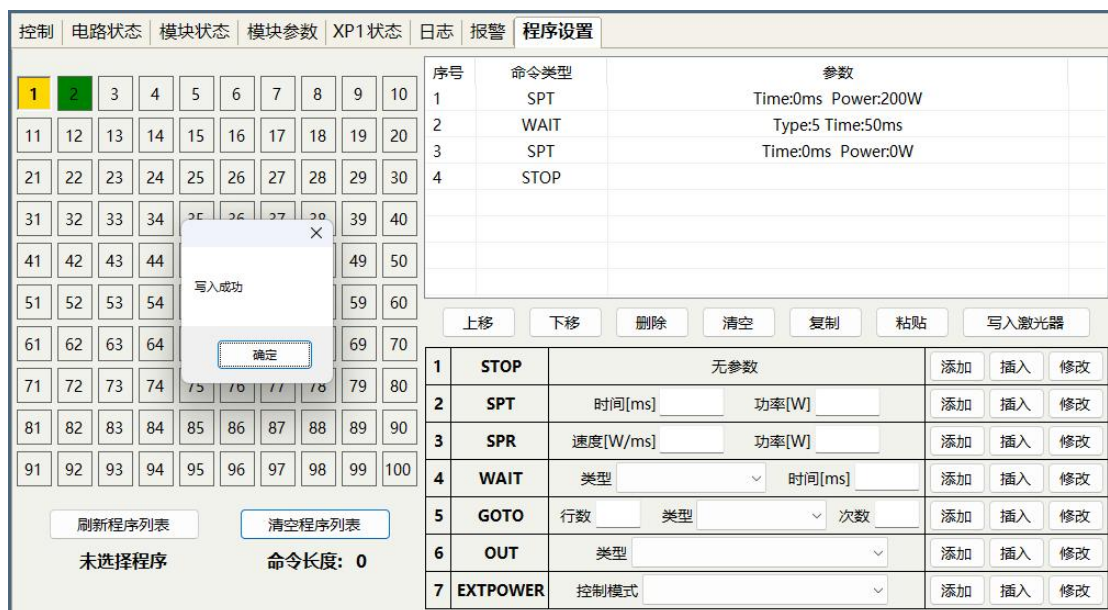 控制 电路状态 模块状态 模块参数 XP1状态 日志 报警 程序设置
1 2 3 4 5 6 7 8 9 10
11 12 13 14 15 16 17 18 19 20
21 22 23 24 25 26 27 28 29 30
31 32 33 34 35 36 37 38 39 40
41 42 43 44 49 50
51 52 53 54 59 60
61 62 63 64 69 70
71 72 73 74 75 76 77 78 79 80
81 82 83 84 85 86 87 88 89 90
91 92 93 94 95 96 97 98 99 100
写入成功
确定
刷新程序列表 清空程序列表
未选择程序 命令长度: 0
序号 命令类型 参数
1 SPT Time:0ms Power:200W
2 WAIT Type:5 Time:50ms
3 SPT Time:0ms Power:0W
4 STOP
上移 下移 删除 清空 复制 粘贴 写入激光器
1 STOP 无参数 添加 插入 修改
2 SPT 时间[ms] 功率[W] 添加 插入 修改
3 SPR 速度[W/ms] 功率[W] 添加 插入 修改
4 WAIT 类型 时间[ms] 添加 插入 修改
5 GOTO 行数 类型 次数 添加 插入 修改
6 OUT 类型 添加 插入 修改
7 EXTPOWER 控制模式 添加 插入 修改